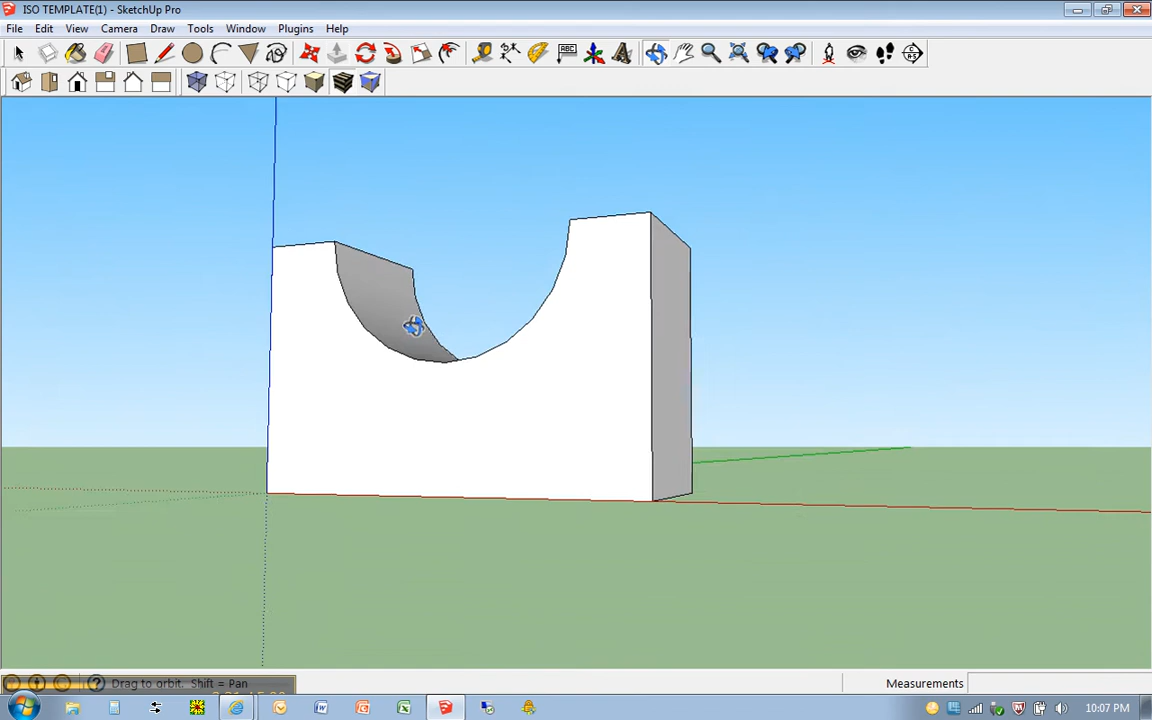 ISO TEMPLATE(1) - SketchUp Pro
File Edit View Camera Draw Tools Window Plugins Help
ABC
A
Drag to orbit. Shift = Pan
Measurements
10:07 PM